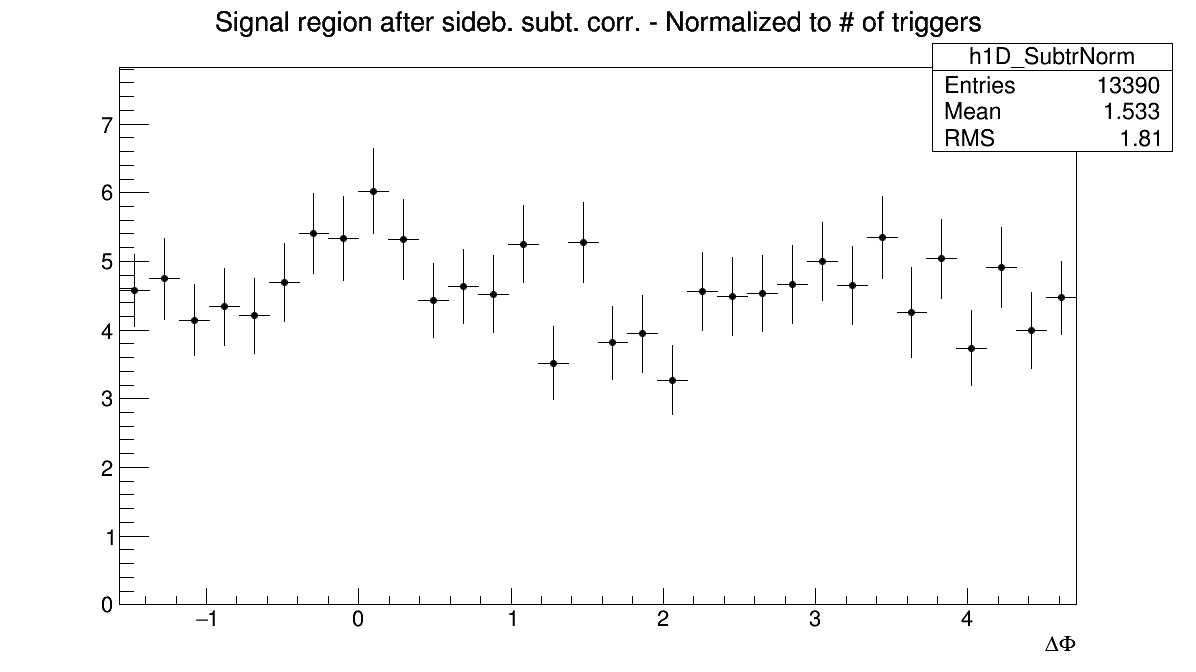 Signal region after sideb. subt. corr. - Normalized to # of triggers
h1D_SubtrNorm
Entries 13390
Mean 1.533
RMS 1.81
7
6
5
4
3
2
1
0
−1 0 1 2 3 4
ΔΦ